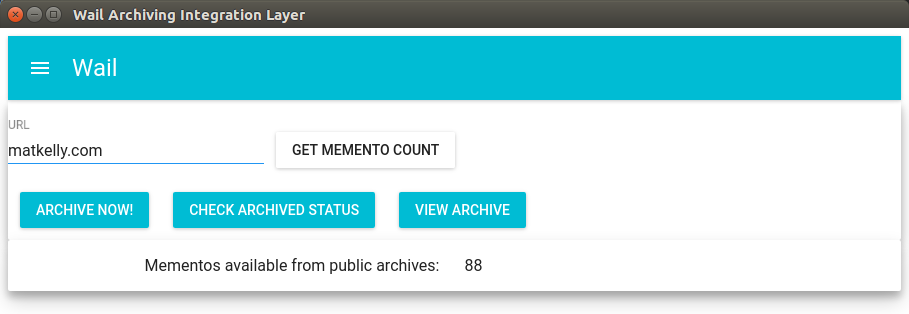 Wail Archiving Integration Layer
Wail
URL
matkelly.com
GET MEMENTO COUNT
ARCHIVE NOW! CHECK ARCHIVED STATUS VIEW ARCHIVE
Mementos available from public archives: 88